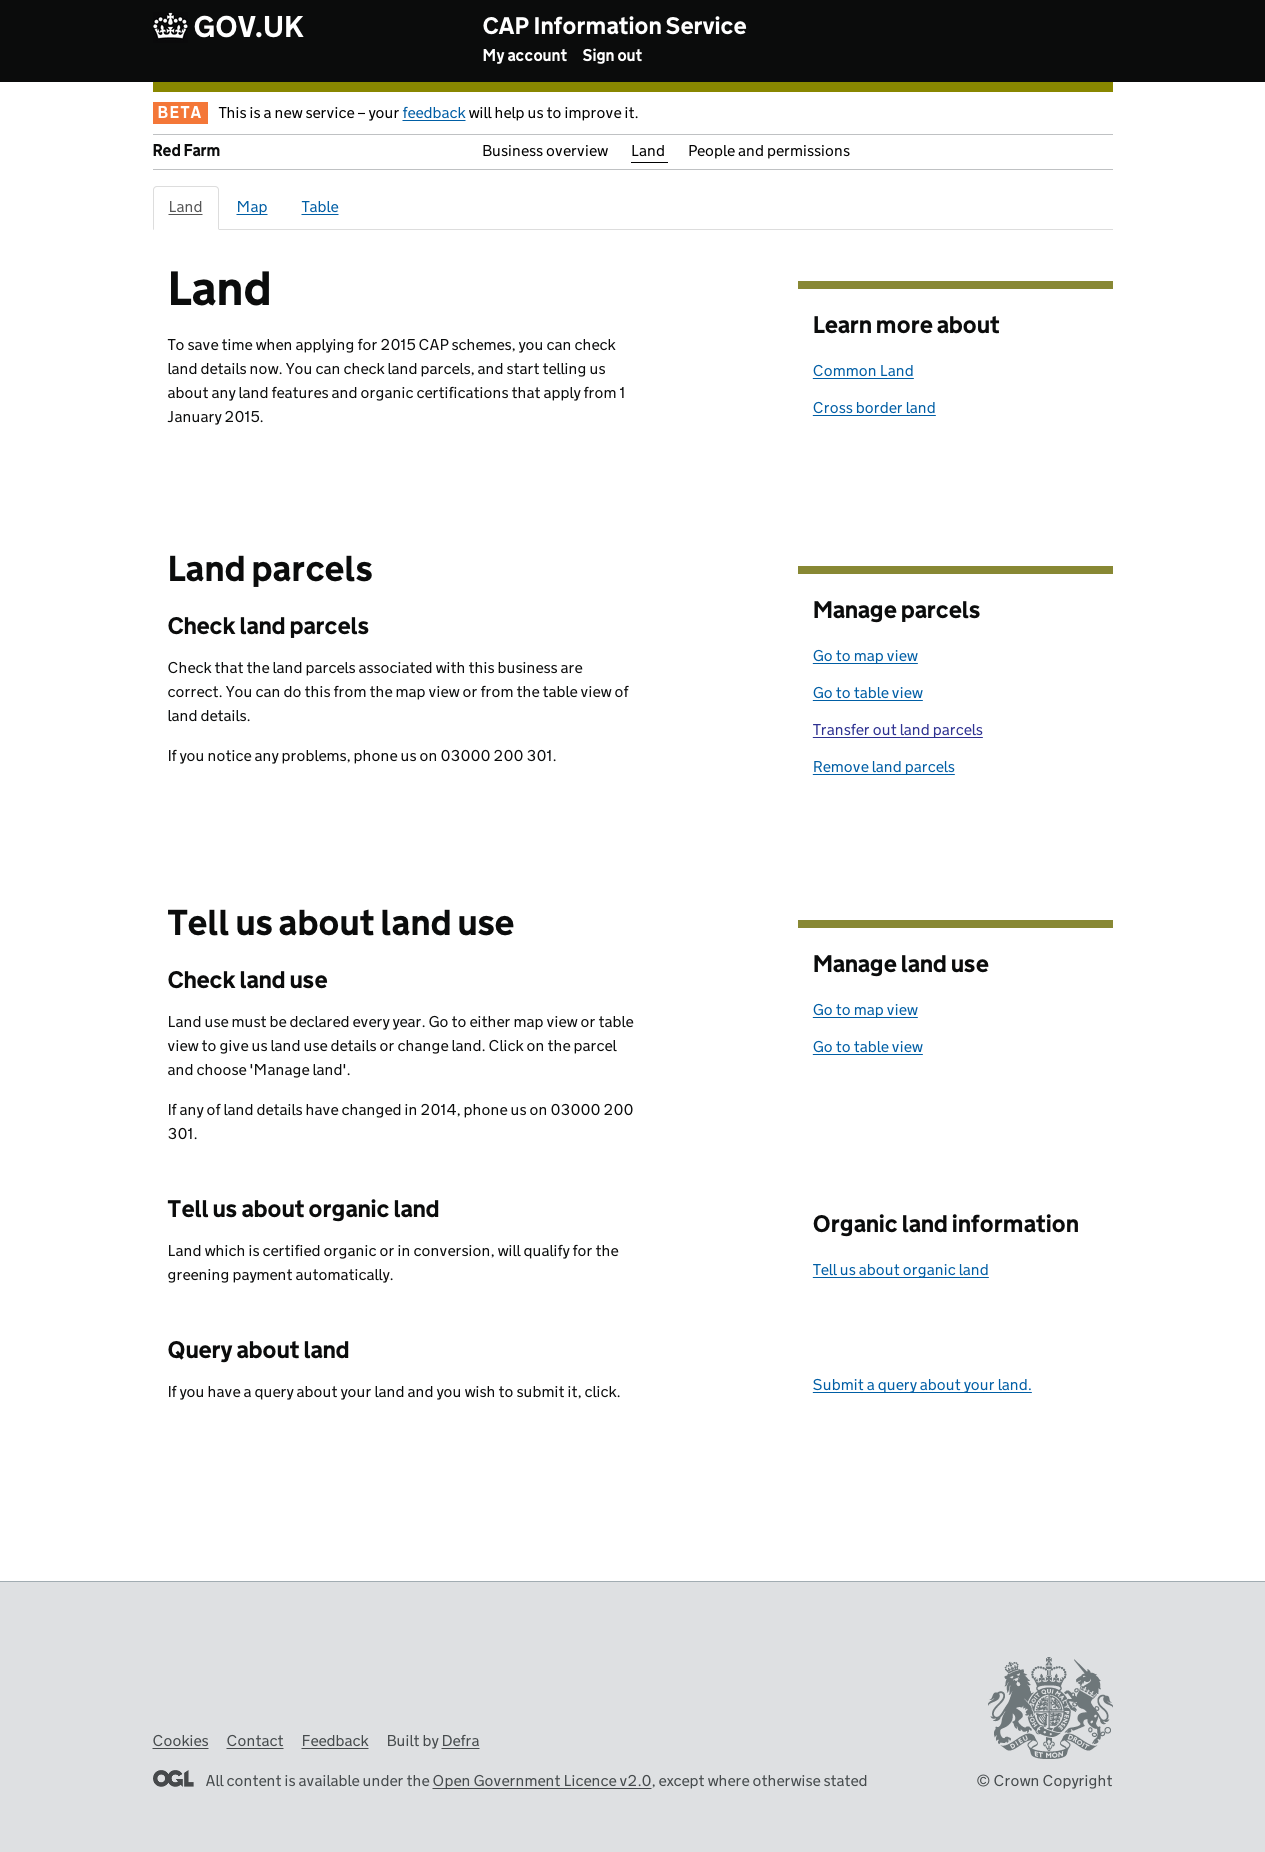 GOV.UK
CAP Information Service
My account Sign out
BETA This is a new service – your feedback will help us to improve it.
Red Farm Business overview Land People and permissions
Land Map Table
Land
To save time when applying for 2015 CAP schemes, you can check
land details now. You can check land parcels, and start telling us
about any land features and organic certifications that apply from 1
January 2015.
Learn more about
Common Land
Cross border land
Land parcels
Check land parcels
Check that the land parcels associated with this business are
correct. You can do this from the map view or from the table view of
land details.
If you notice any problems, phone us on 03000 200 301.
Manage parcels
Go to map view
Go to table view
Transfer out land parcels
Remove land parcels
Tell us about land use
Check land use
Land use must be declared every year. Go to either map view or table
view to give us land use details or change land. Click on the parcel
and choose 'Manage land'.
If any of land details have changed in 2014, phone us on 03000 200
301.
Manage land use
Go to map view
Go to table view
Tell us about organic land
Land which is certified organic or in conversion, will qualify for the
greening payment automatically.
Organic land information
Tell us about organic land
Query about land
If you have a query about your land and you wish to submit it, click.
Submit a query about your land.
Cookies Contact Feedback Built by Defra
OGL All content is available under the Open Government Licence v2.0, except where otherwise stated
DIEU ET MON DROIT
© Crown Copyright